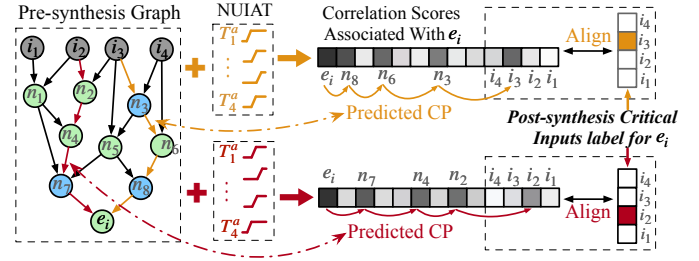 Pre-synthesis Graph
NUIAT
Correlation Scores
Associated With e_i
i_1 i_2 i_3 i_4
n_1 n_2 n_3
n_4 n_5 n_6
n_7 n_8
e_i
+
T_1^a
:
:
T_4^a
e_i n_8 n_6 n_3 i_4 i_3 i_2 i_1
Predicted CP
Align
i_4
i_3
i_2
i_1
Post-synthesis Critical
Inputs label for e_i
+
T_1^a
:
:
T_4^a
e_i n_7 n_4 n_2 i_4 i_3 i_2 i_1
Predicted CP
Align
i_4
i_3
i_2
i_1